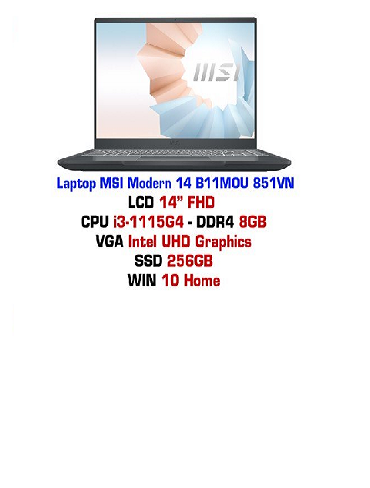 msi
Laptop MSI Modern 14 B11MOU 851VN
LCD 14” FHD
CPU i3-1115G4 - DDR4 8GB
VGA Intel UHD Graphics
SSD 256GB
WIN 10 Home